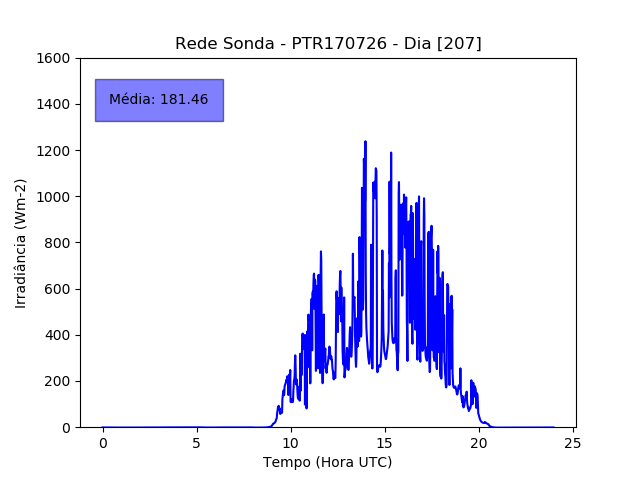 Rede Sonda - PTR170726 - Dia [207]
1600
1400
1200
1000
800
600
400
200
0
Média: 181.46
Irradiância (Wm-2)
0 5 10 15 20 25
Tempo (Hora UTC)